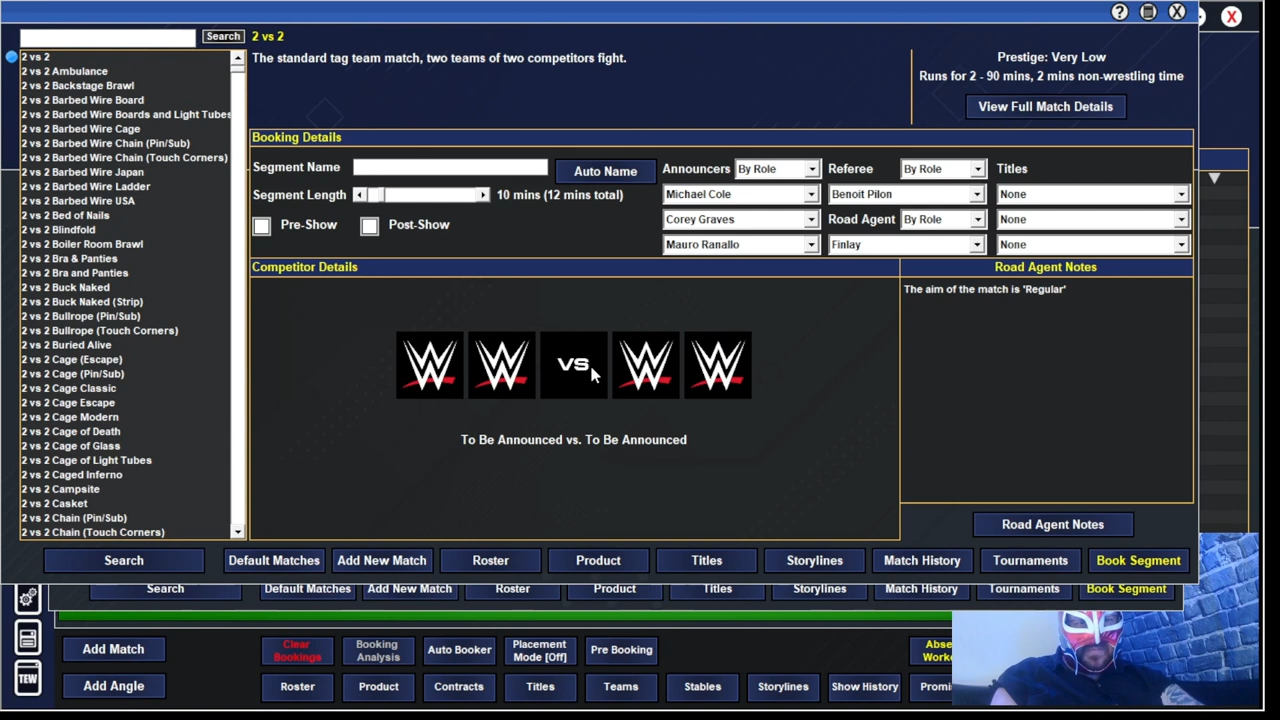 ?
X
X
Search
2 vs 2
2 vs 2
2 vs 2 Ambulance
2 vs 2 Backstage Brawl
2 vs 2 Barbed Wire Board
2 vs 2 Barbed Wire Boards and Light Tubes
2 vs 2 Barbed Wire Cage
2 vs 2 Barbed Wire Chain (Pin/Sub)
2 vs 2 Barbed Wire Chain (Touch Corners)
2 vs 2 Barbed Wire Japan
2 vs 2 Barbed Wire Ladder
2 vs 2 Barbed Wire USA
2 vs 2 Bed of Nails
2 vs 2 Blindfold
2 vs 2 Boiler Room Brawl
2 vs 2 Bra & Panties
2 vs 2 Bra and Panties
2 vs 2 Buck Naked
2 vs 2 Buck Naked (Strip)
2 vs 2 Bullrope (Pin/Sub)
2 vs 2 Bullrope (Touch Corners)
2 vs 2 Buried Alive
2 vs 2 Cage (Escape)
2 vs 2 Cage (Pin/Sub)
2 vs 2 Cage Classic
2 vs 2 Cage Escape
2 vs 2 Cage Modern
2 vs 2 Cage of Death
2 vs 2 Cage of Glass
2 vs 2 Cage of Light Tubes
2 vs 2 Caged Inferno
2 vs 2 Campsite
2 vs 2 Casket
2 vs 2 Chain (Pin/Sub)
2 vs 2 Chain (Touch Corners)
The standard tag team match, two teams of two competitors fight.
Prestige: Very Low
Runs for 2 - 90 mins, 2 mins non-wrestling time
View Full Match Details
Booking Details
Segment Name
Auto Name
Announcers By Role
Referee By Role
Titles
Segment Length
10 mins (12 mins total)
Michael Cole
Benoit Pilon
None
Pre-Show
Post-Show
Corey Graves
Road Agent By Role
None
Mauro Ranallo
Finlay
None
Competitor Details
Road Agent Notes
The aim of the match is 'Regular'
VS
To Be Announced vs. To Be Announced
Road Agent Notes
Search Default Matches Add New Match Roster Product Titles Storylines Match History Tournaments Book Segment
Search Default Matches Add New Match Roster Product Titles Storylines Match History Tournaments Book Segment
Add Match
Clear Bookings
Booking Analysis
Auto Booker
Placement Mode [Off]
Pre Booking
TEW
Add Angle
Roster
Product
Contracts
Titles
Teams
Stables
Storylines
Show History